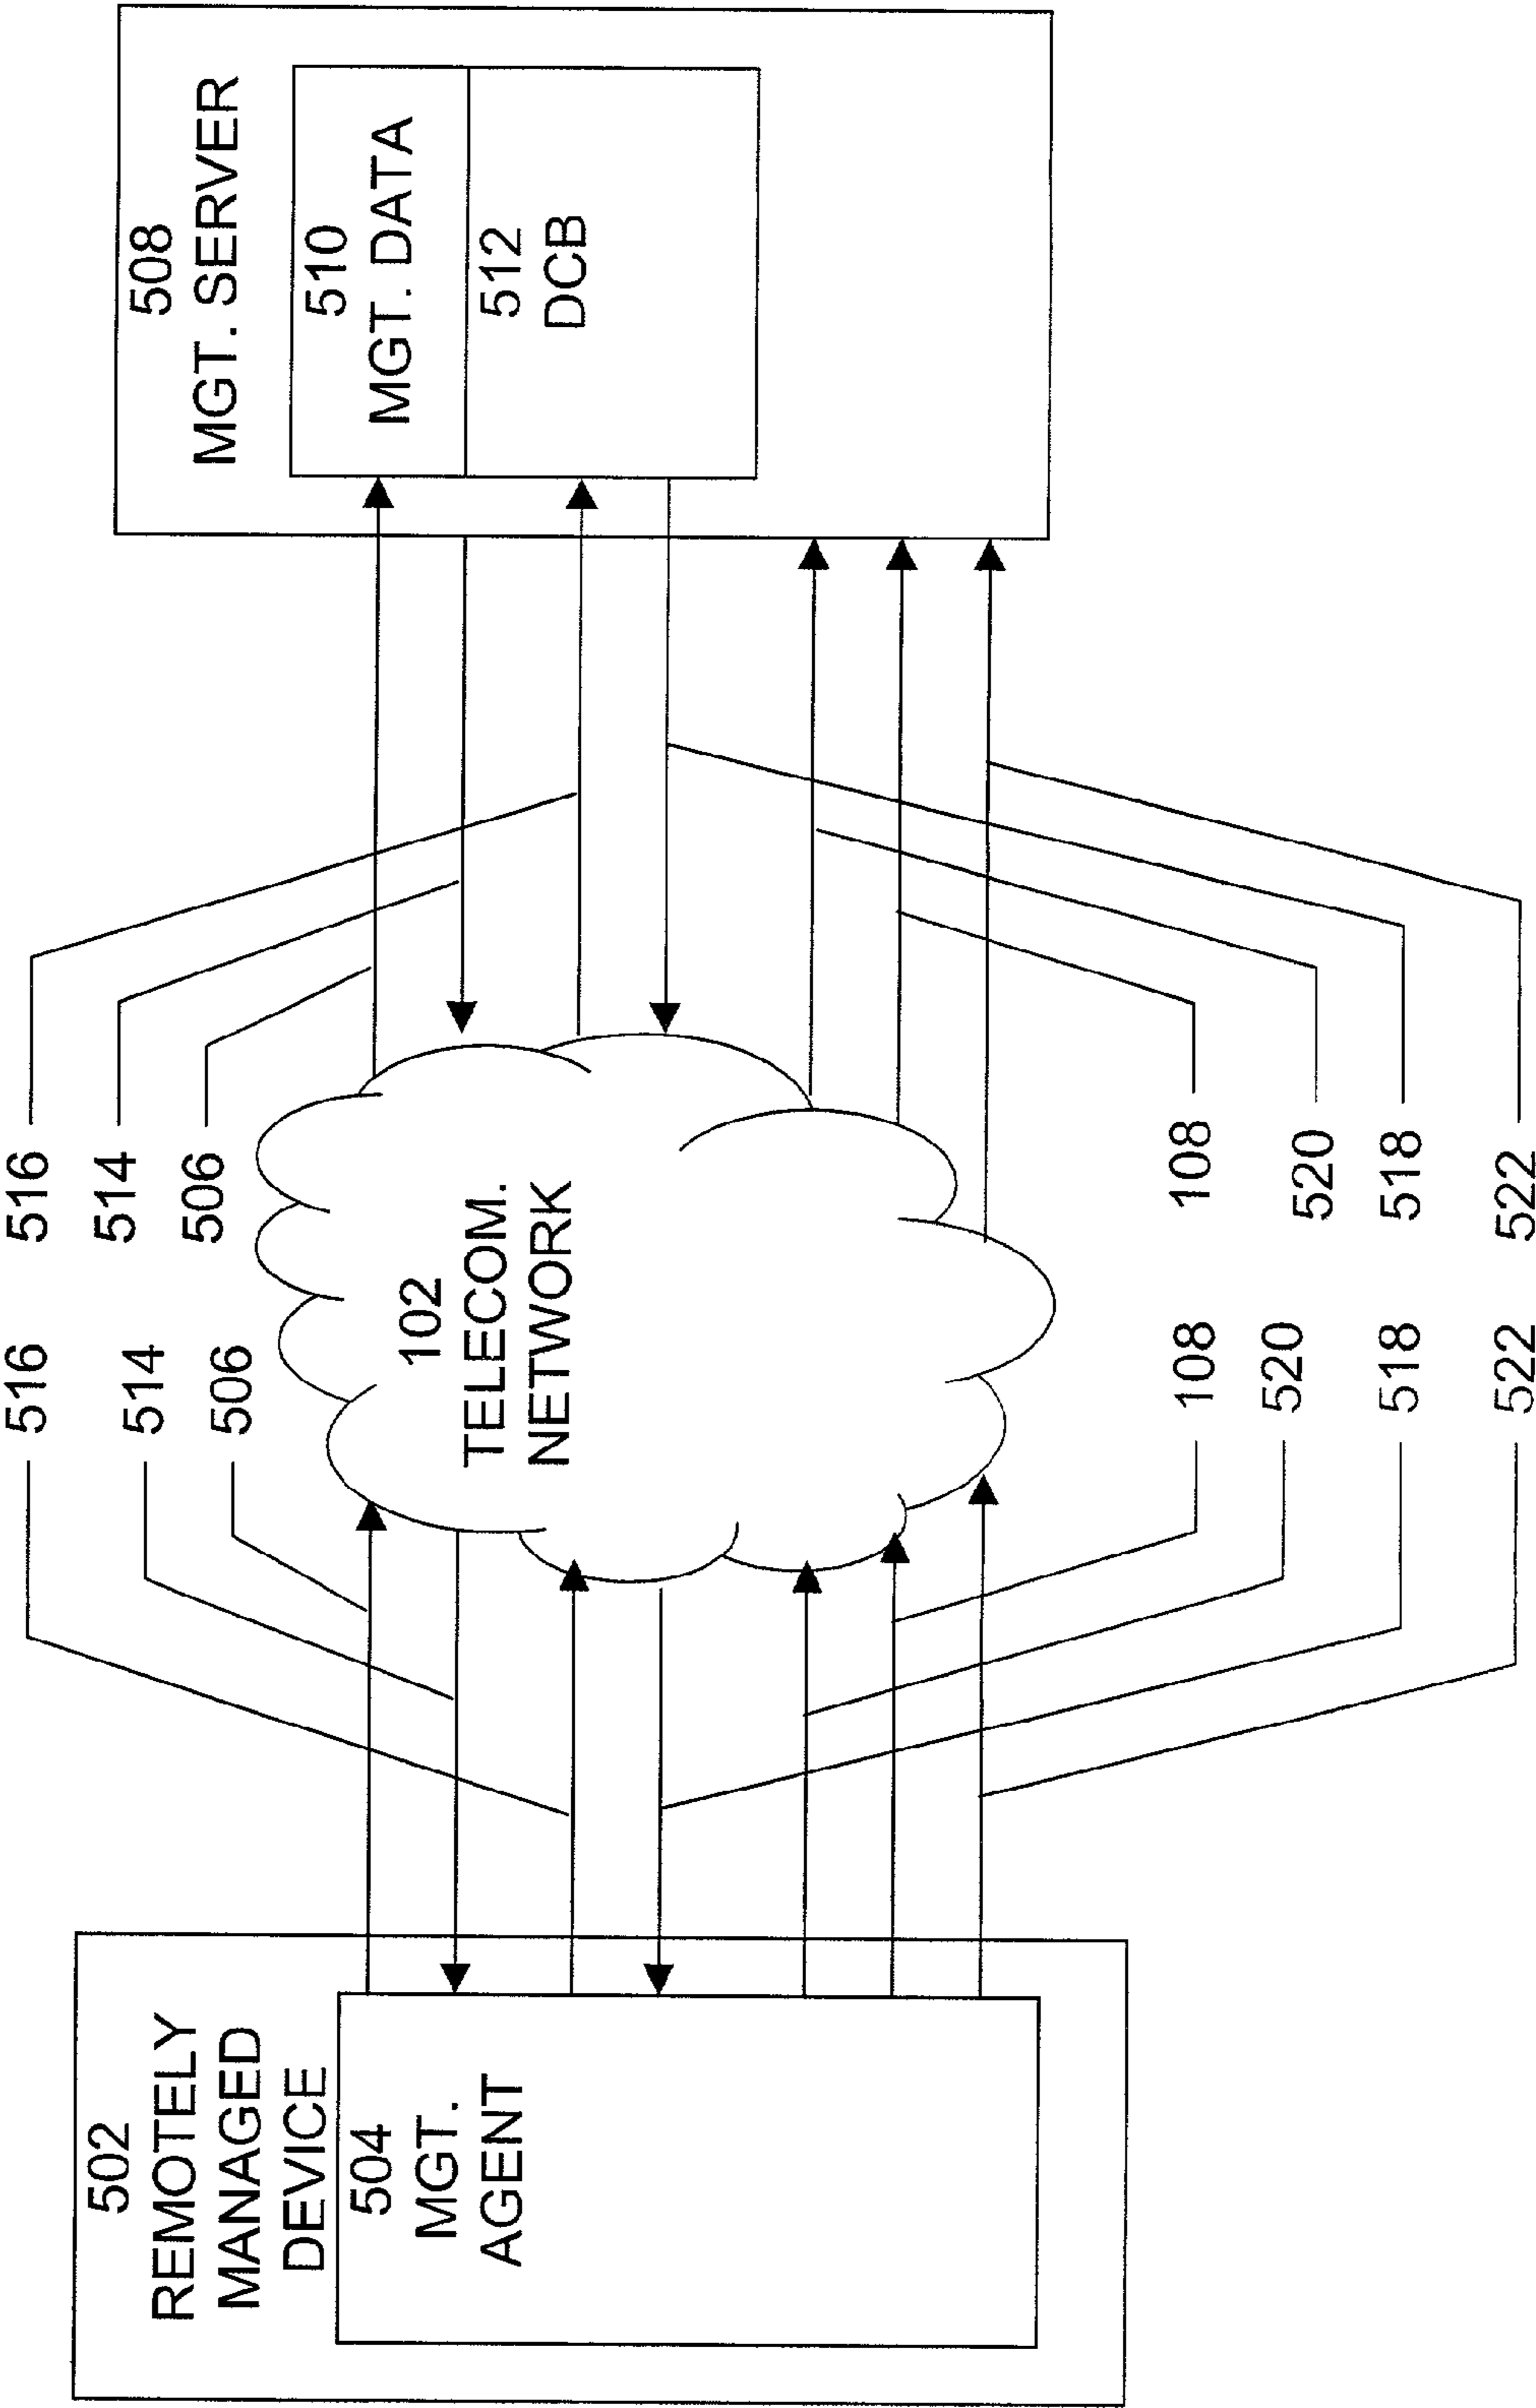 502
REMOTELY
MANAGED
DEVICE
504
MGT.
AGENT
516
514
506
516
514
506
102
TELECOM.
NETWORK
108
520
518
522
108
520
518
522
508
MGT. SERVER
510
MGT. DATA
512
DCB